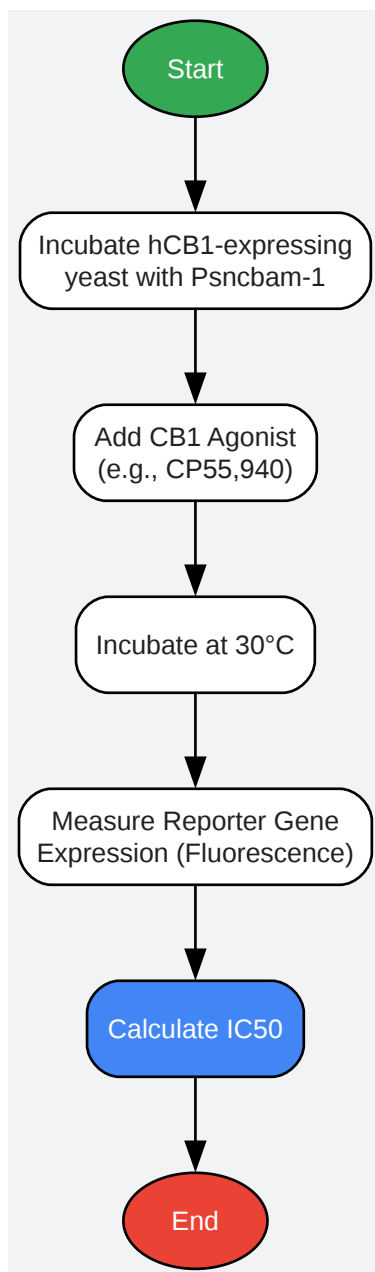 Start
Incubate hCB1-expressing
yeast with Psncbam-1
Add CB1 Agonist
(e.g., CP55,940)
Incubate at 30°C
Measure Reporter Gene
Expression (Fluorescence)
Calculate IC50
End